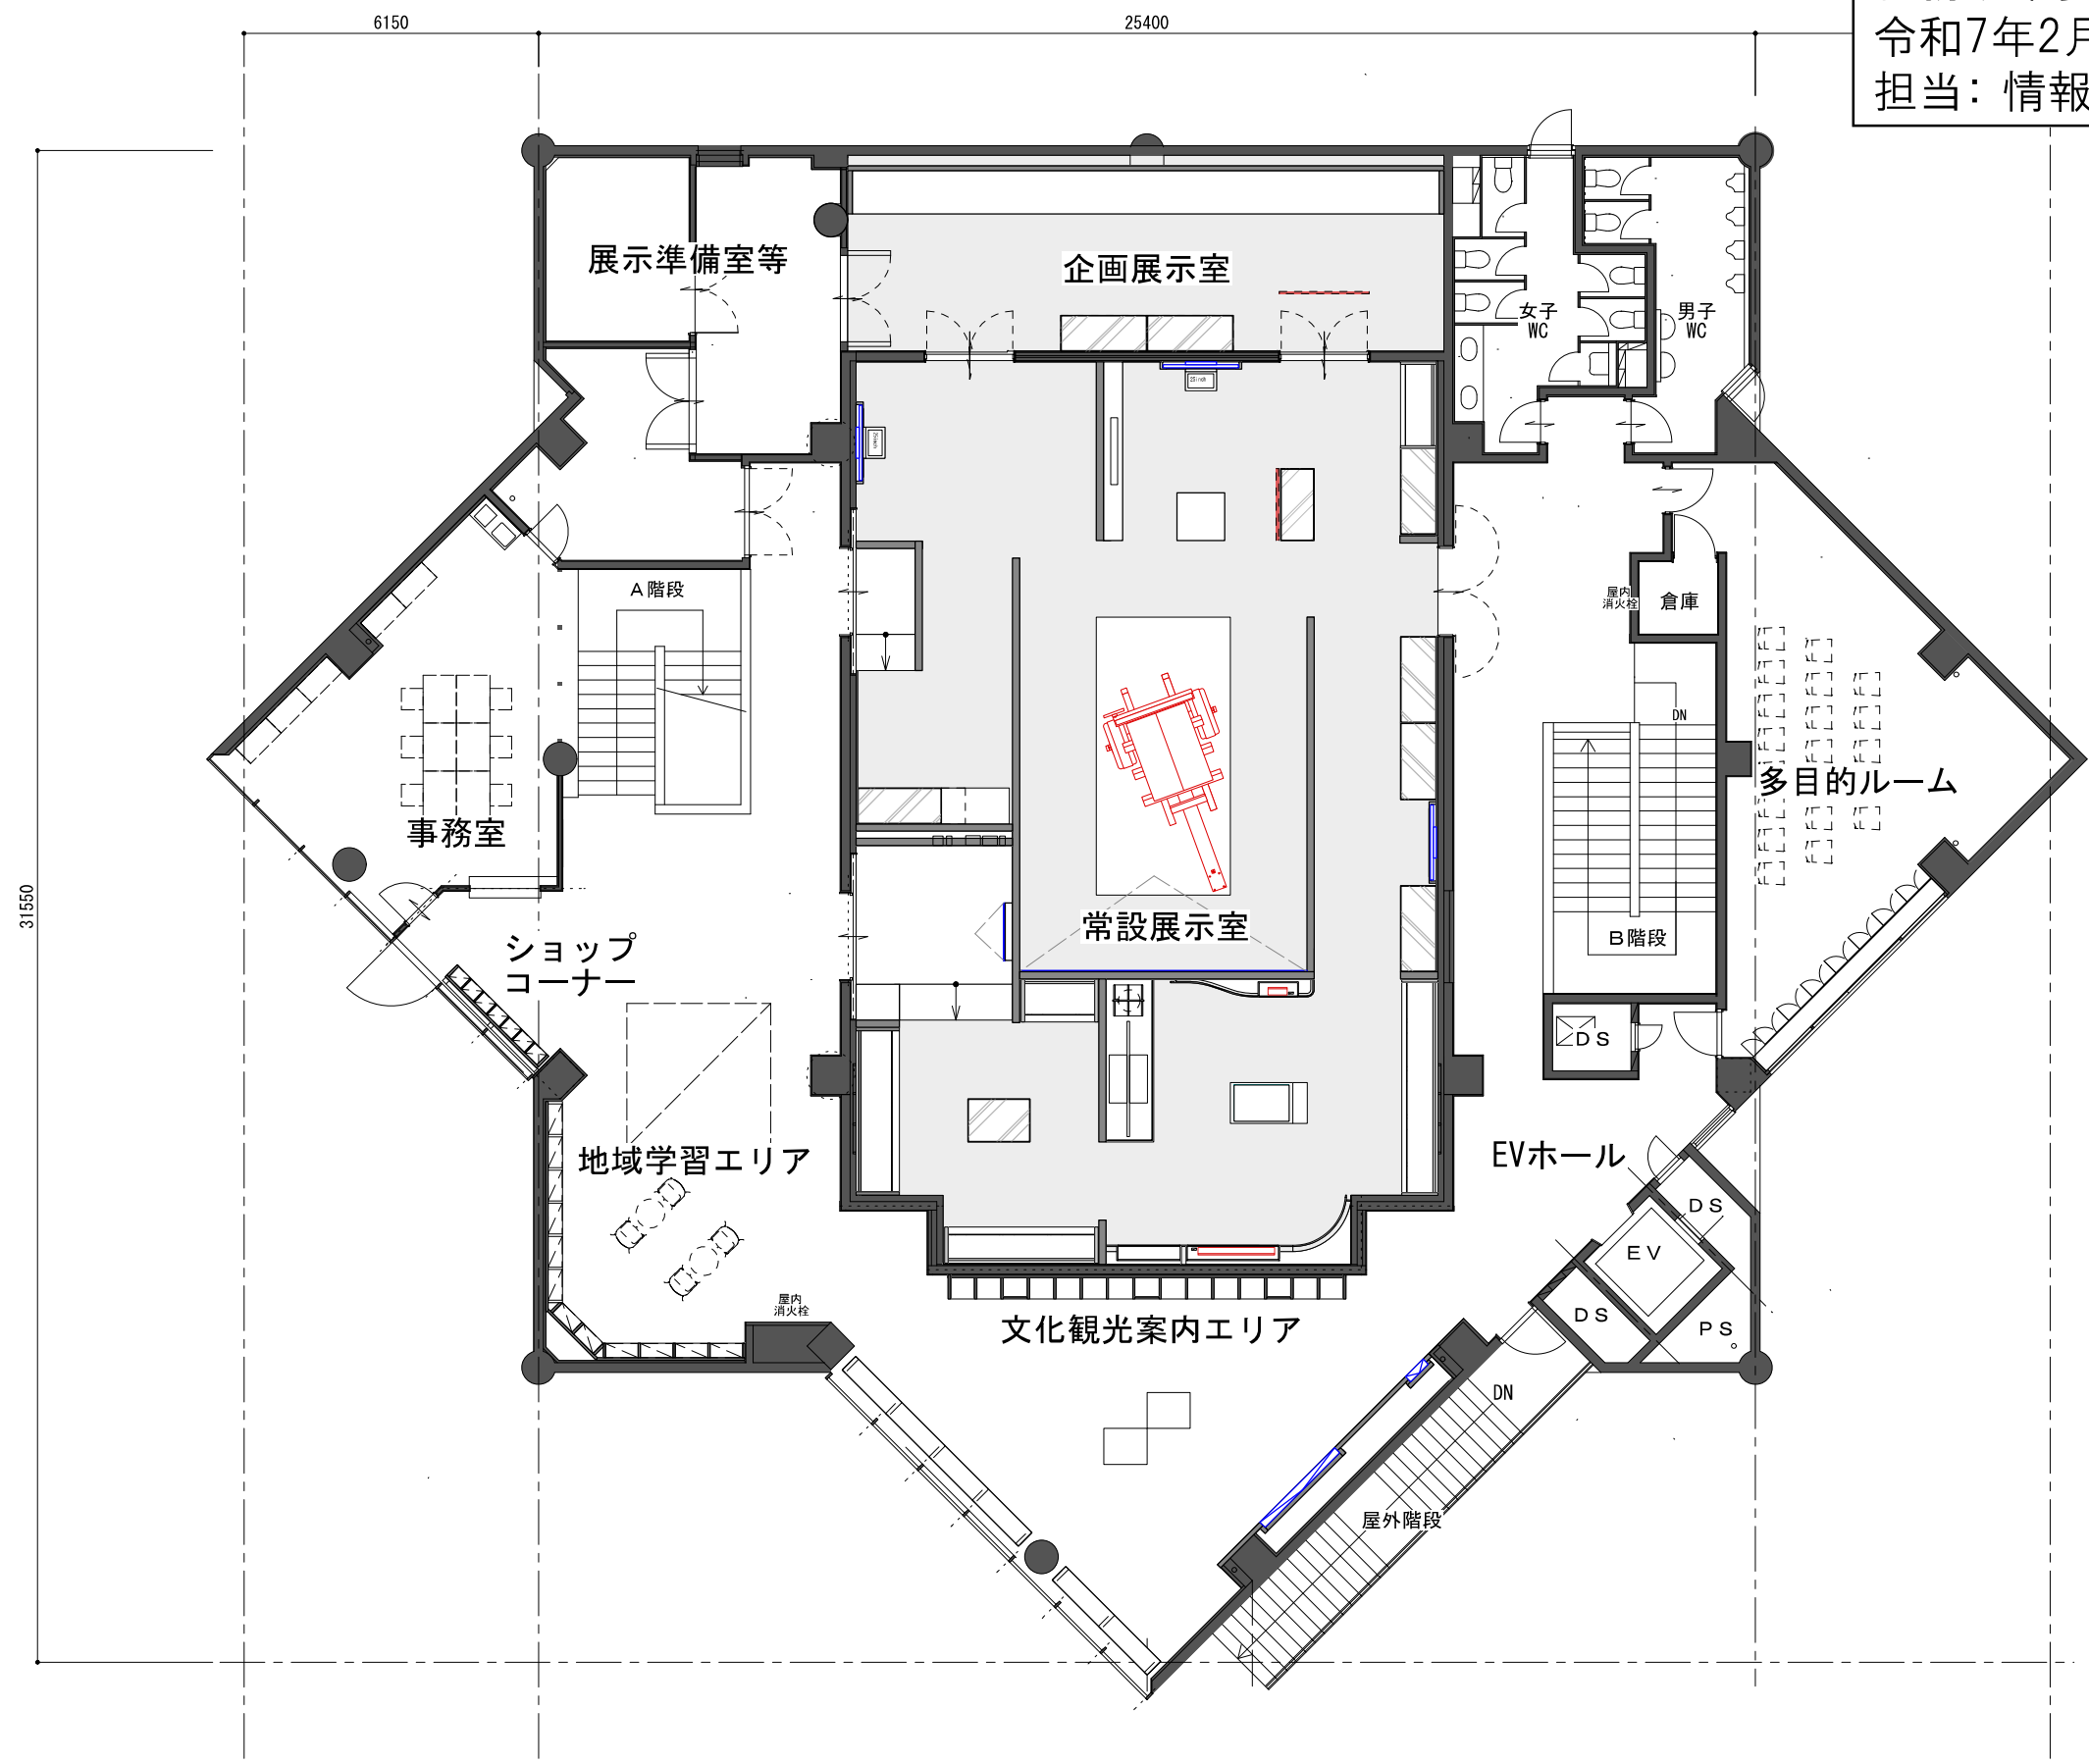 6150
25400
令和7年2月
担当: 情報
展示準備室等
企画展示室
女子
WC
男子
WC
25inch
25inch
A階段
屋内
消火栓
倉庫
DN
多目的ルーム
事務室
31550
常設展示室
B階段
ショップ
コーナー
DS
地域学習エリア
EVホール
DS
EV
屋内
消火栓
DS
PS
文化観光案内エリア
DN
屋外階段